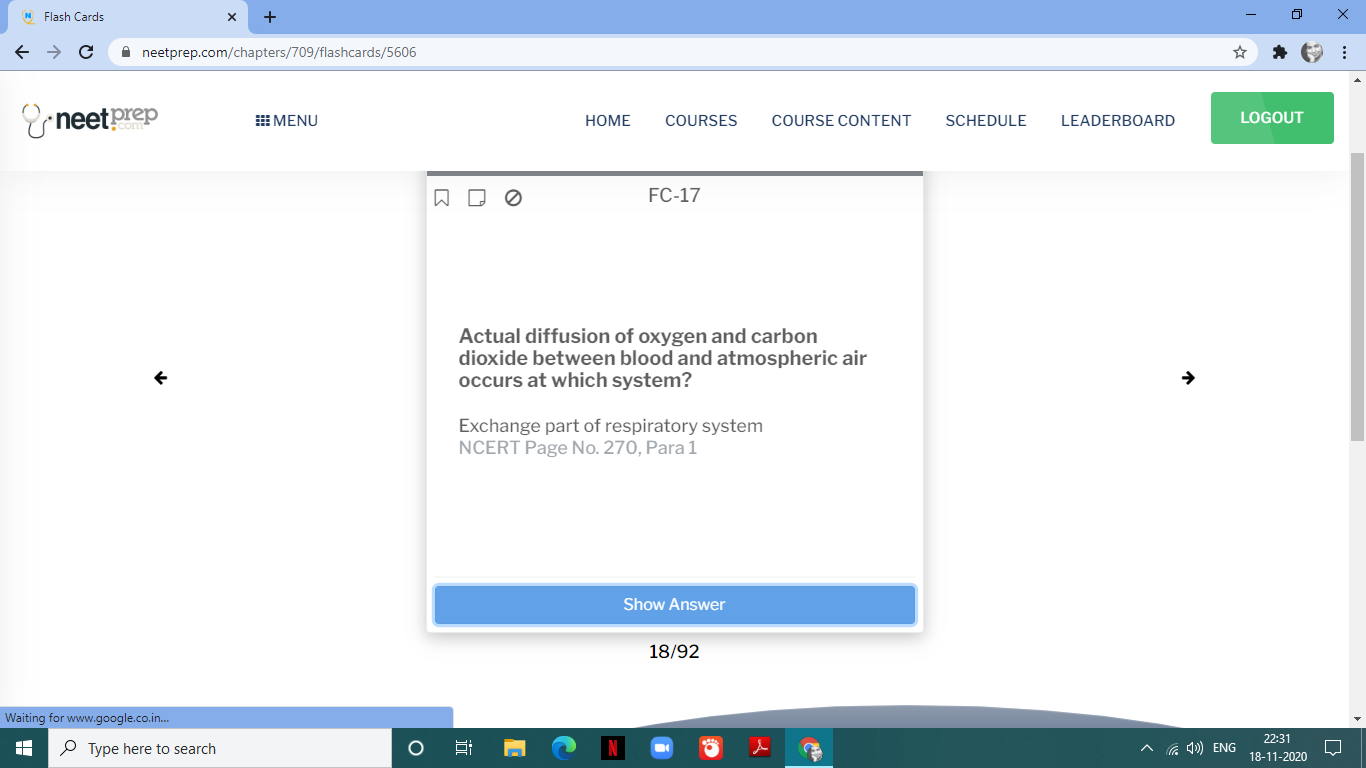 Flash Cards
neetprep.com/chapters/709/flashcards/5606
neetprep.com
MENU
HOME
COURSES
COURSE CONTENT
SCHEDULE
LEADERBOARD
LOGOUT
FC-17
Actual diffusion of oxygen and carbon
dioxide between blood and atmospheric air
occurs at which system?
Exchange part of respiratory system
NCERT Page No. 270, Para 1
Show Answer
18/92
Waiting for www.google.co.in...
Type here to search
ENG
22:31
18-11-2020